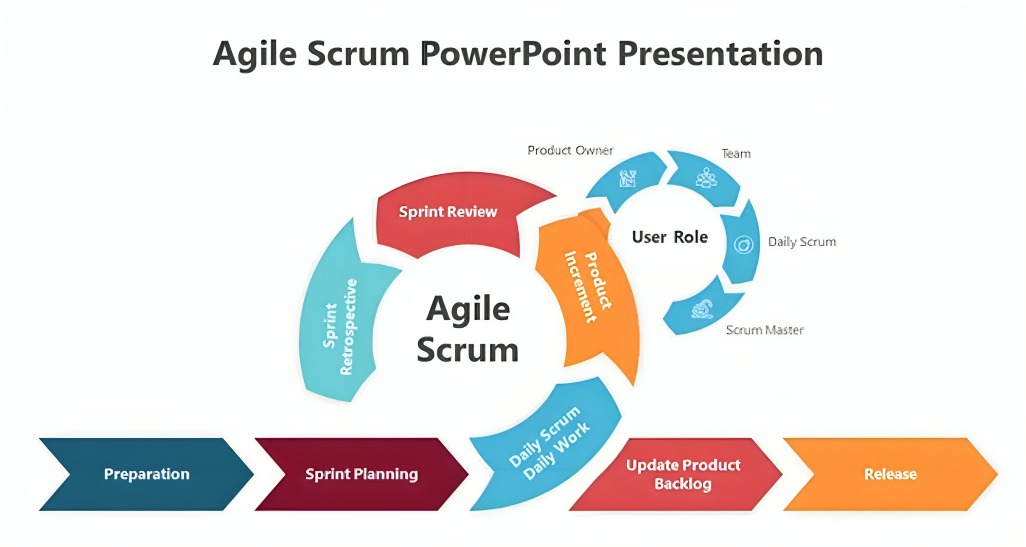 Agile Scrum PowerPoint Presentation
Product Owner
Team
Sprint Review
User Role
Daily Scrum
Product
Increment
Sprint
Retrospective
Agile
Scrum
Scrum Master
Daily Scrum
Daily Work
Preparation
Sprint Planning
Update Product
Backlog
Release